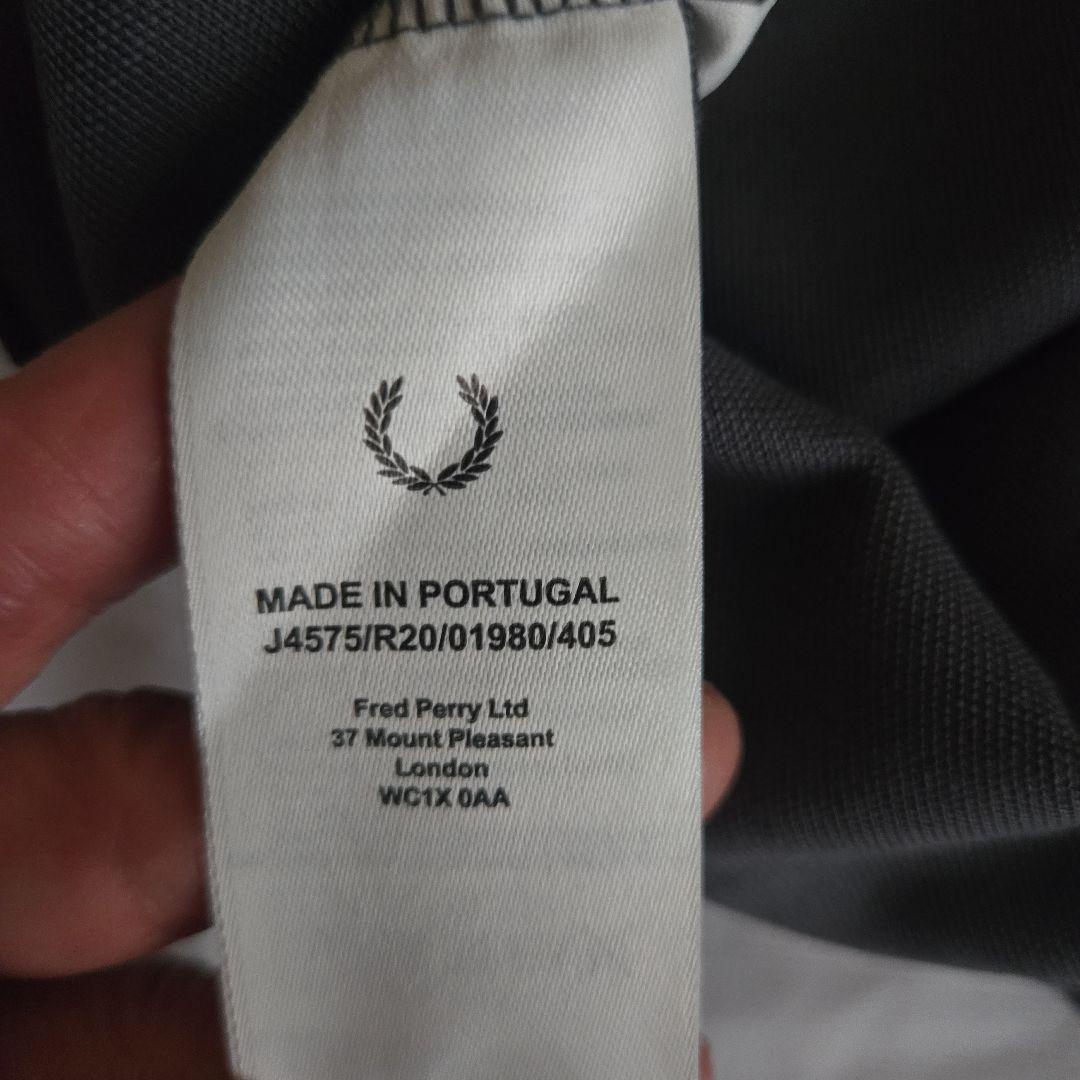 MADE IN PORTUGAL
J4575/R20/01980/405
Fred Perry Ltd
37 Mount Pleasant
London
WC1X 0AA